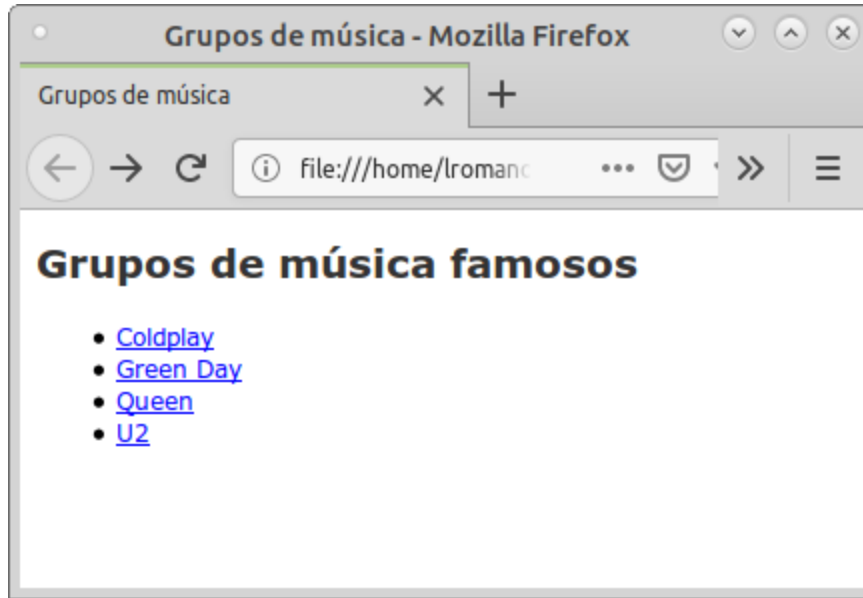 Grupos de música - Mozilla Firefox
Grupos de música
file:///home/lromano
Grupos de música famosos
Coldplay
Green Day
Queen
U2